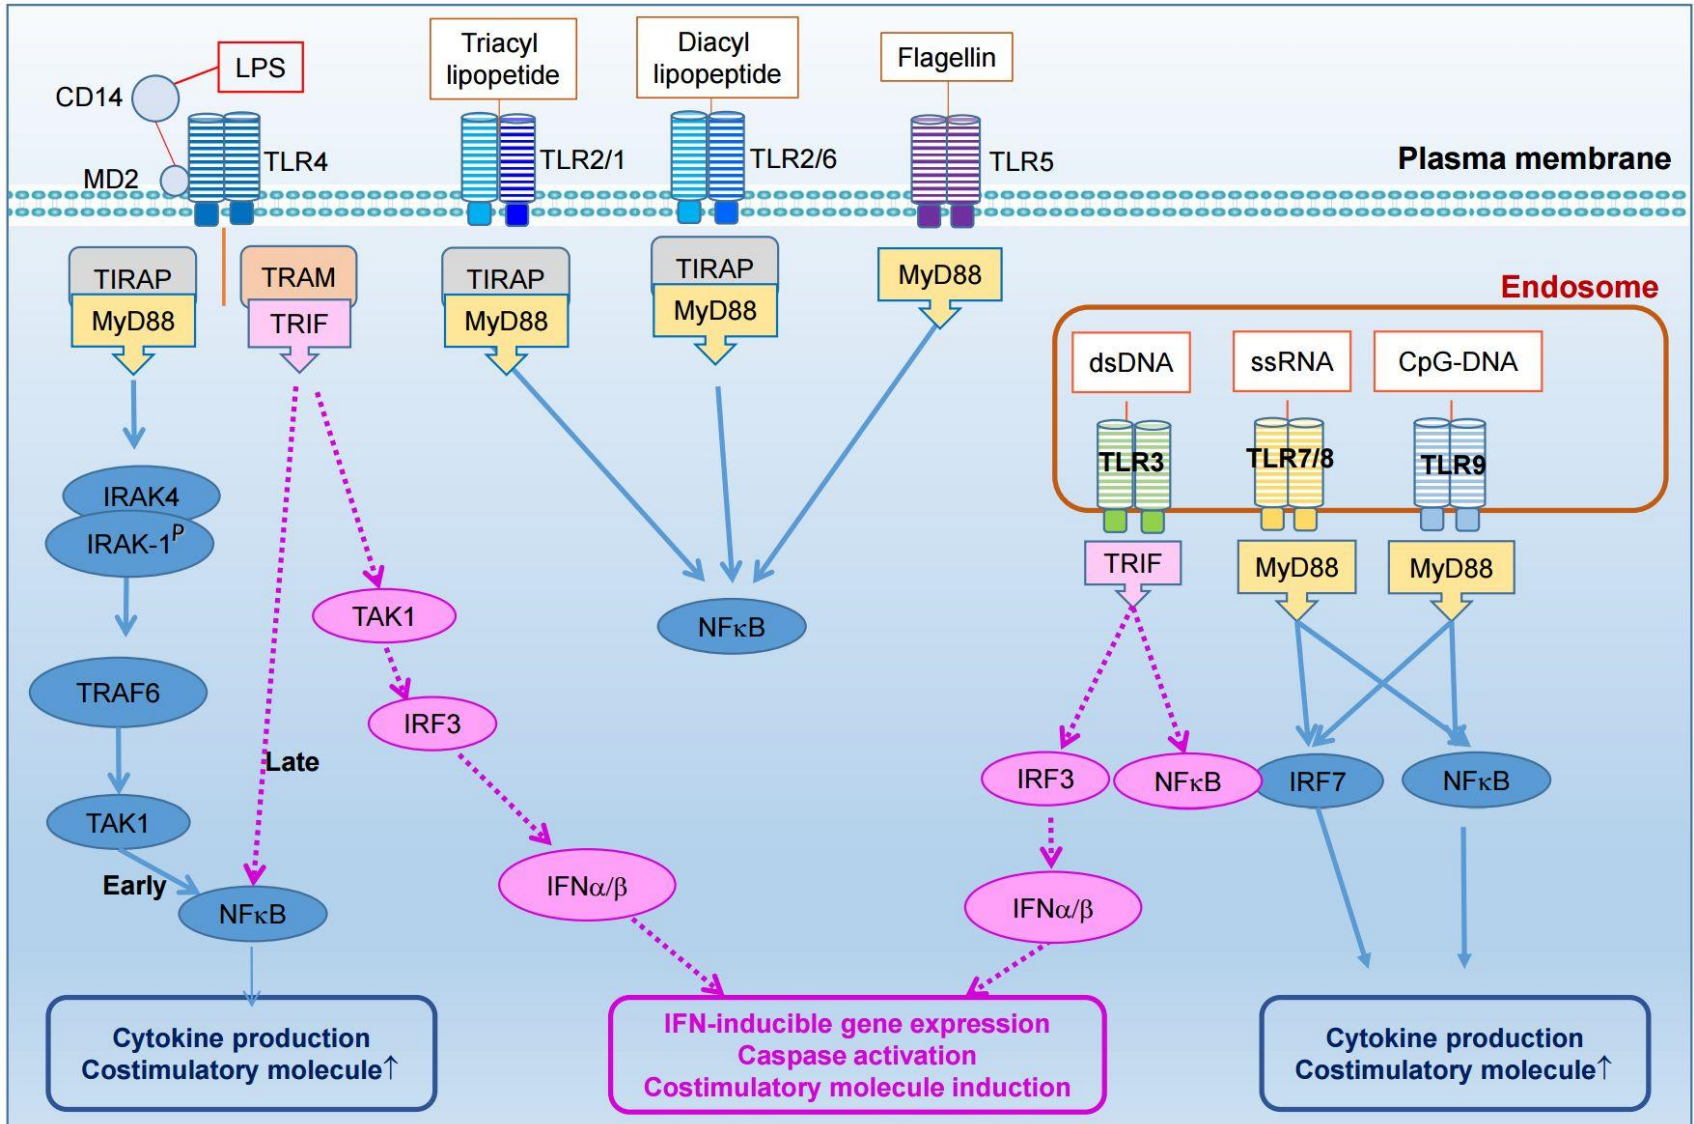 LPS
CD14
MD2
TLR4
Triacyl
lipopetide
TLR2/1
Diacyl
lipopeptide
TLR2/6
Flagellin
TLR5
Plasma membrane
TIRAP
MyD88
TRAM
TRIF
TIRAP
MyD88
TIRAP
MyD88
MyD88
Endosome
dsDNA
ssRNA
CpG-DNA
TLR3
TLR7/8
TLR9
TRIF
MyD88
MyD88
IRAK4
IRAK-1P
TRAF6
TAK1
Early
Late
NFκB
TAK1
IRF3
IFNα/β
NFκB
IRF3
NFκB
IRF7
NFκB
IFNα/β
Cytokine production
Costimulatory molecule↑
IFN-inducible gene expression
Caspase activation
Costimulatory molecule induction
Cytokine production
Costimulatory molecule↑